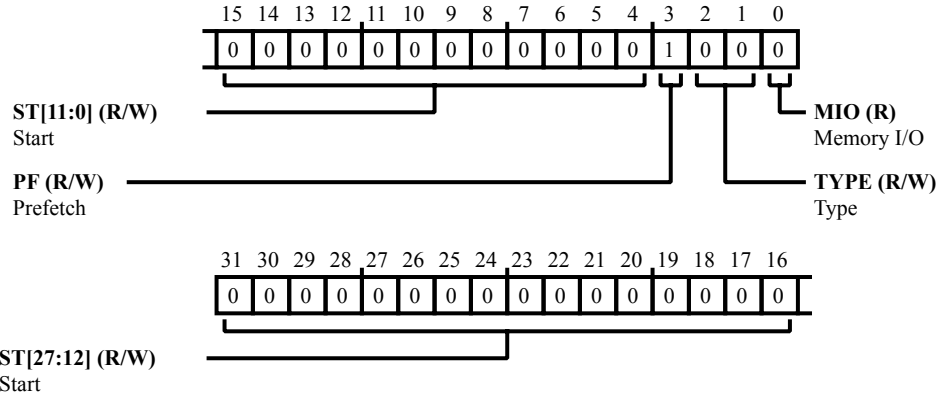 15 14 13 12 11 10 9 8 7 6 5 4 3 2 1 0
0 0 0 0 0 0 0 0 0 0 0 0 1 0 0 0
ST[11:0] (R/W)
Start
MIO (R)
Memory I/O
PF (R/W)
Prefetch
TYPE (R/W)
Type
31 30 29 28 27 26 25 24 23 22 21 20 19 18 17 16
0 0 0 0 0 0 0 0 0 0 0 0 0 0 0 0
ST[27:12] (R/W)
Start